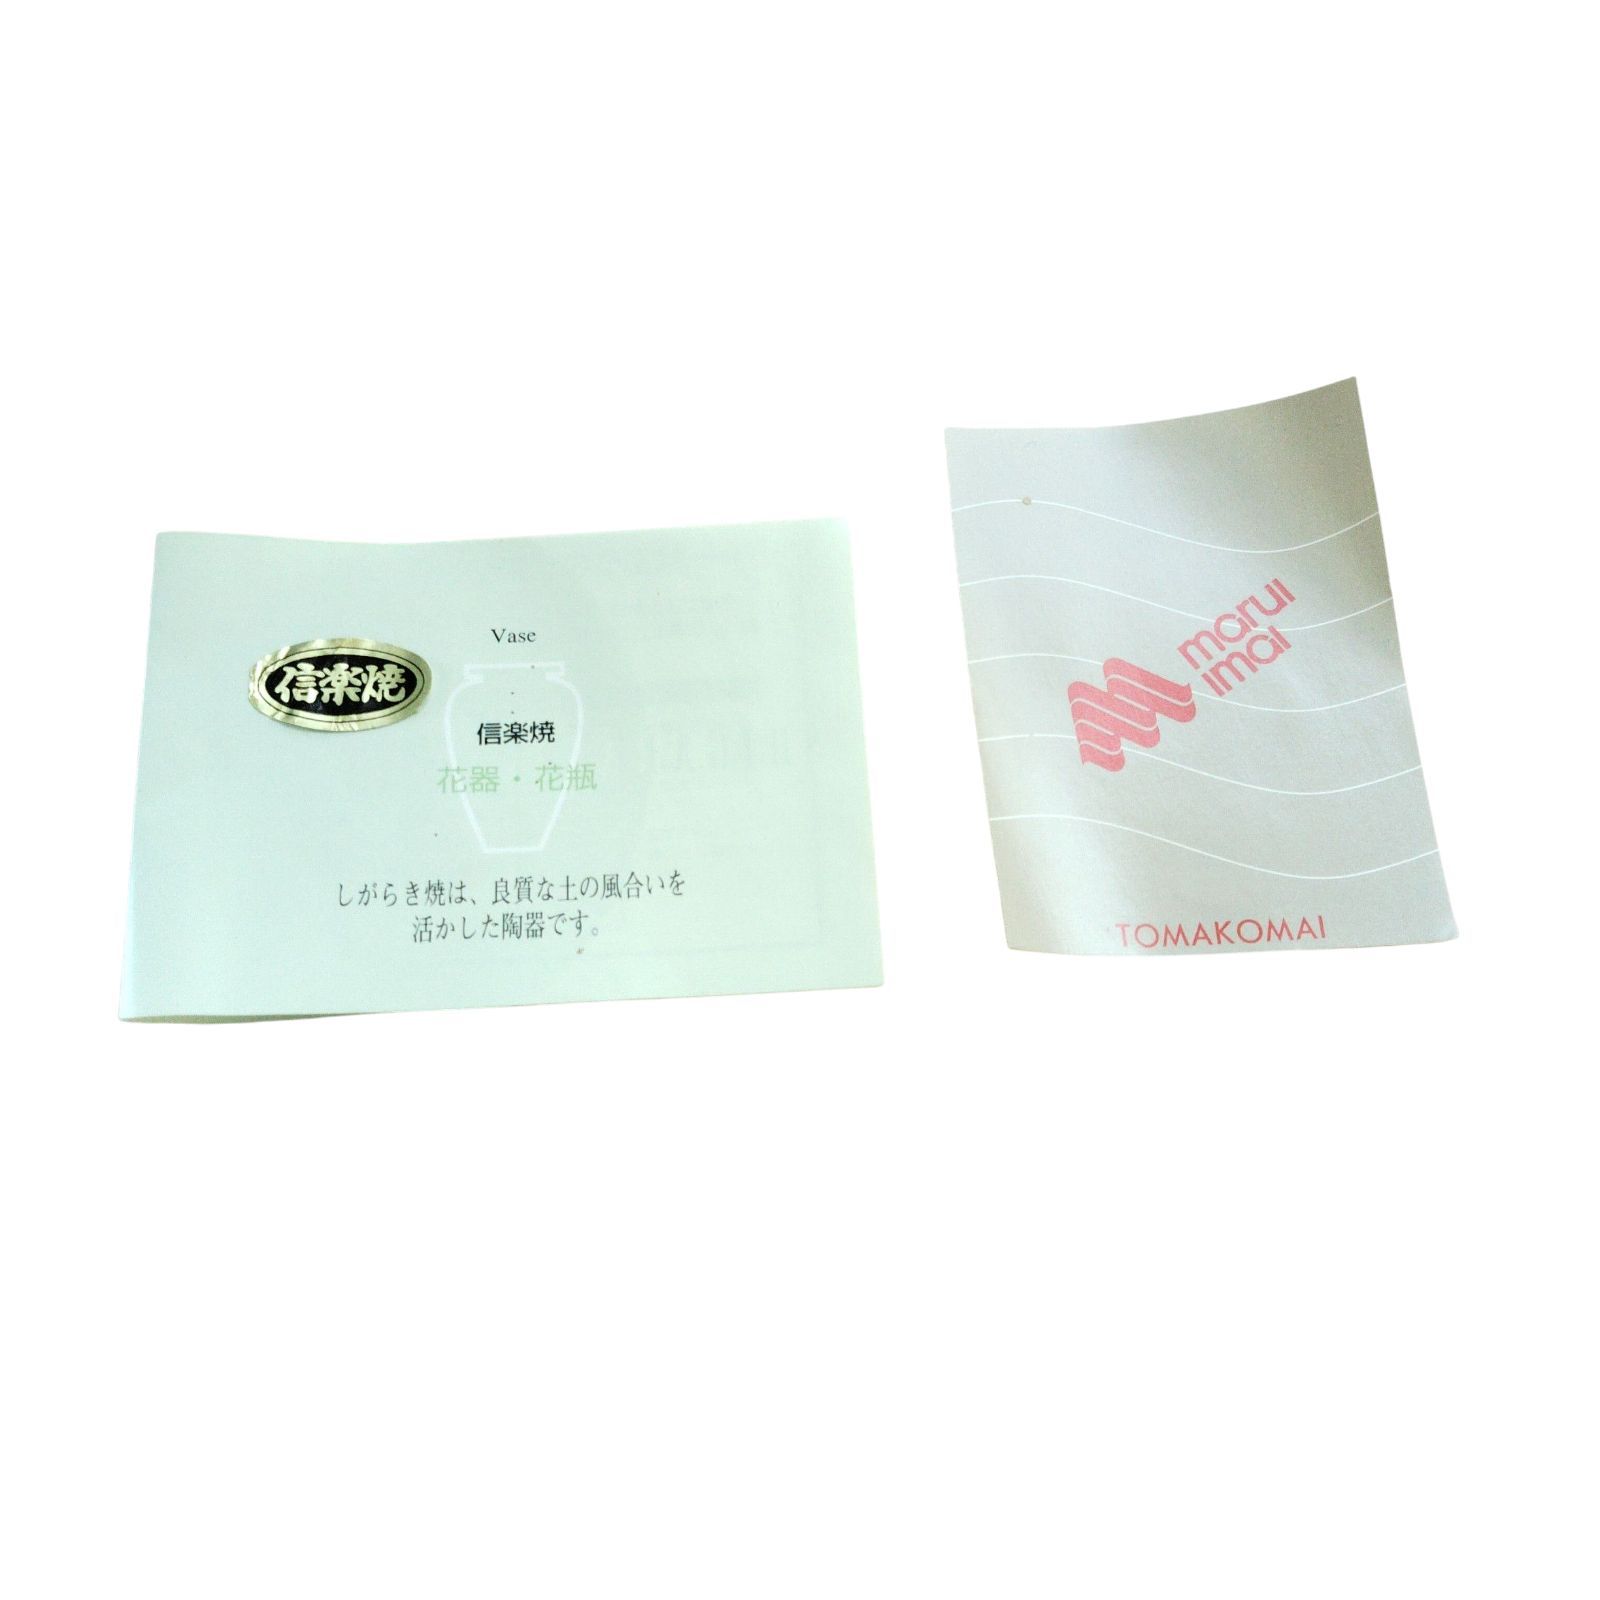 Vase
信楽焼
信楽焼
花器・花瓶
しがらき焼は、良質な土の風合いを
活かした陶器です。
marui
imai
TOMAKOMAI